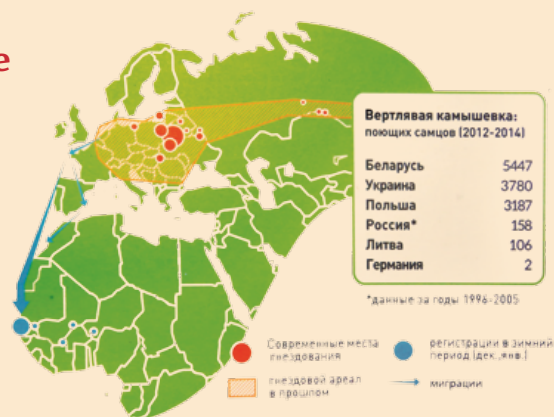 е
Вертлявая камышевка:
поющих самцов (2012-2014)
Беларусь 5447
Украина 3780
Польша 3187
Россия* 158
Литва 106
Германия 2
*данные за годы 1996-2005
Современные места
гнездования
регистрации в зимний
период (дек.,янв.)
гнездовой ареал
в прошлом
миграции